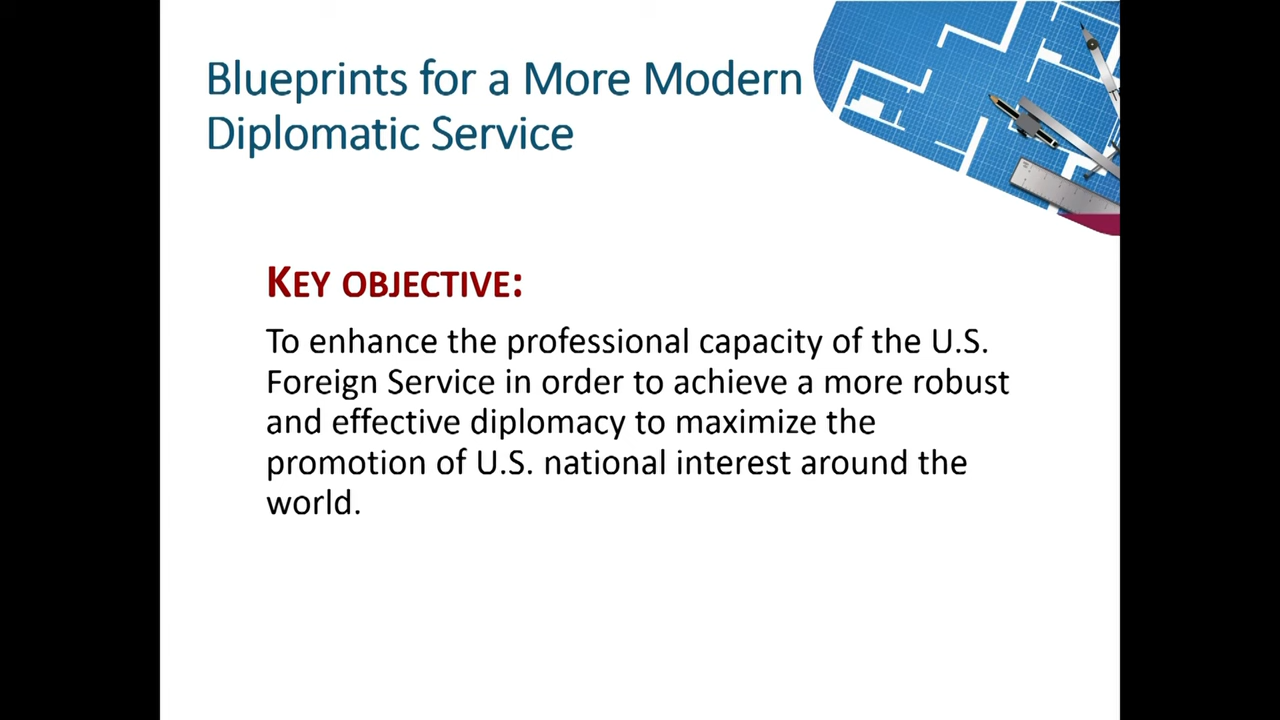 Blueprints for a More Modern
Diplomatic Service
KEY OBJECTIVE:
To enhance the professional capacity of the U.S.
Foreign Service in order to achieve a more robust
and effective diplomacy to maximize the
promotion of U.S. national interest around the
world.